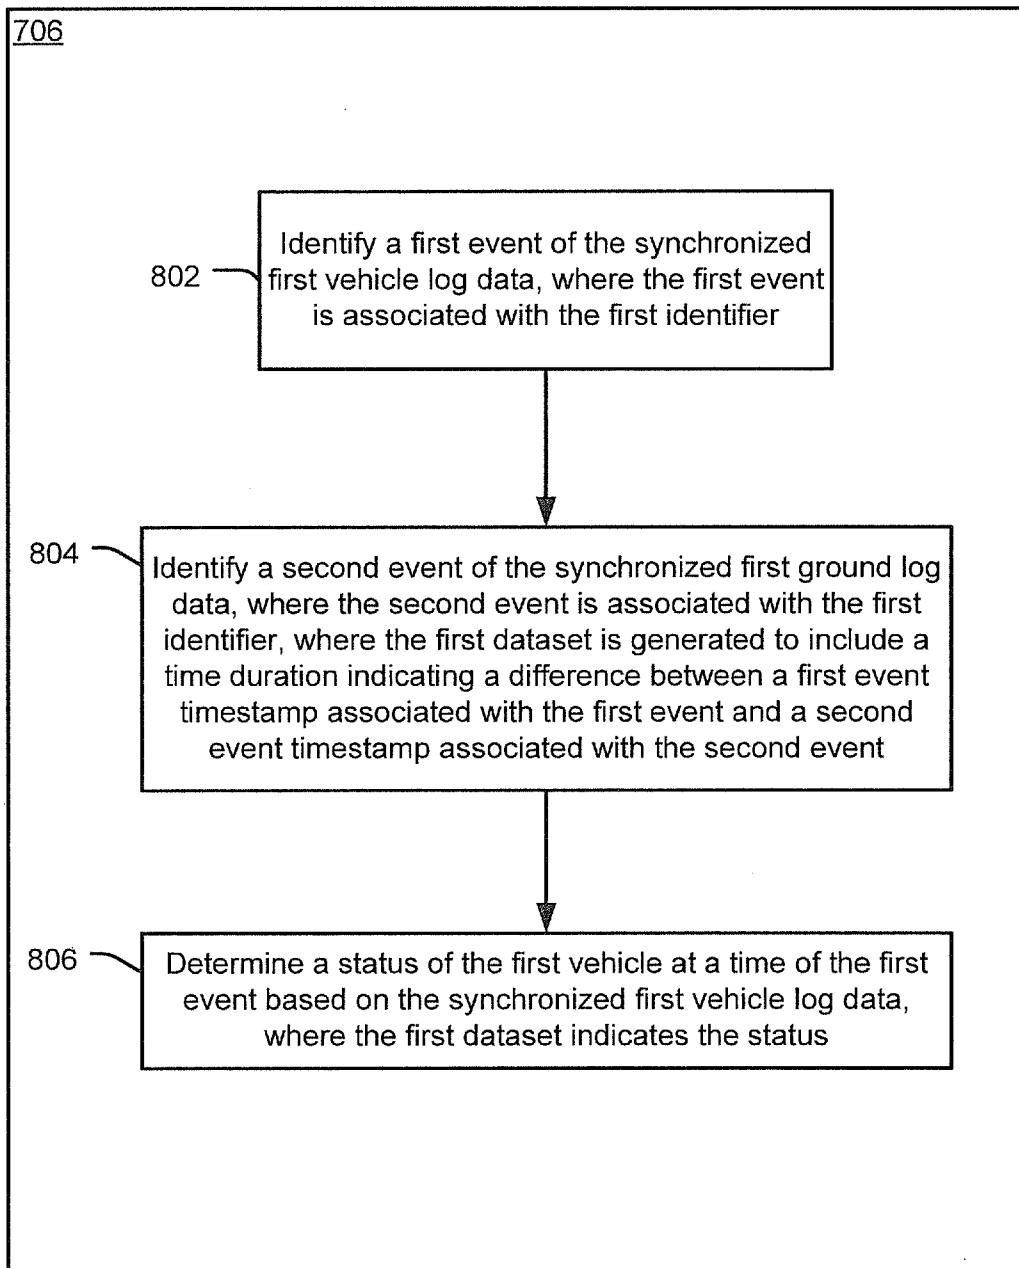 706
802
Identify a first event of the synchronized
first vehicle log data, where the first event
is associated with the first identifier
804
Identify a second event of the synchronized first ground log
data, where the second event is associated with the first
identifier, where the first dataset is generated to include a
time duration indicating a difference between a first event
timestamp associated with the first event and a second
event timestamp associated with the second event
806
Determine a status of the first vehicle at a time of the first
event based on the synchronized first vehicle log data,
where the first dataset indicates the status